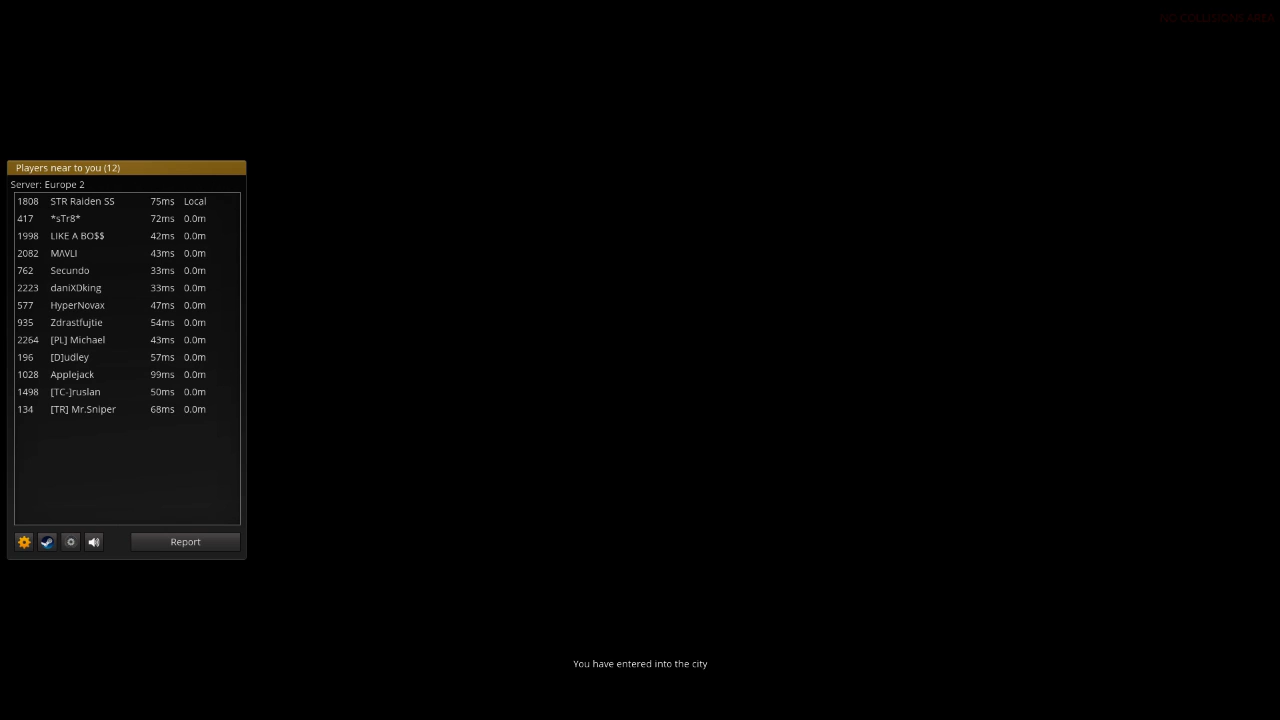 NO COLLISIONS AREA
Players near to you (12)
Server: Europe 2
1808 STR Raiden SS 75ms Local
417 *sTr8* 72ms 0.0m
1998 LIKE A BO$$ 42ms 0.0m
2082 MΛVLI 43ms 0.0m
762 Secundo 33ms 0.0m
2223 daniXDking 33ms 0.0m
577 HyperNovax 47ms 0.0m
935 Zdrastfujtie 54ms 0.0m
2264 [PL] Michael 43ms 0.0m
196 [D]udley 57ms 0.0m
1028 Applejack 99ms 0.0m
1498 [TC-]ruslan 50ms 0.0m
134 [TR] Mr.Sniper 68ms 0.0m
Report
You have entered into the city